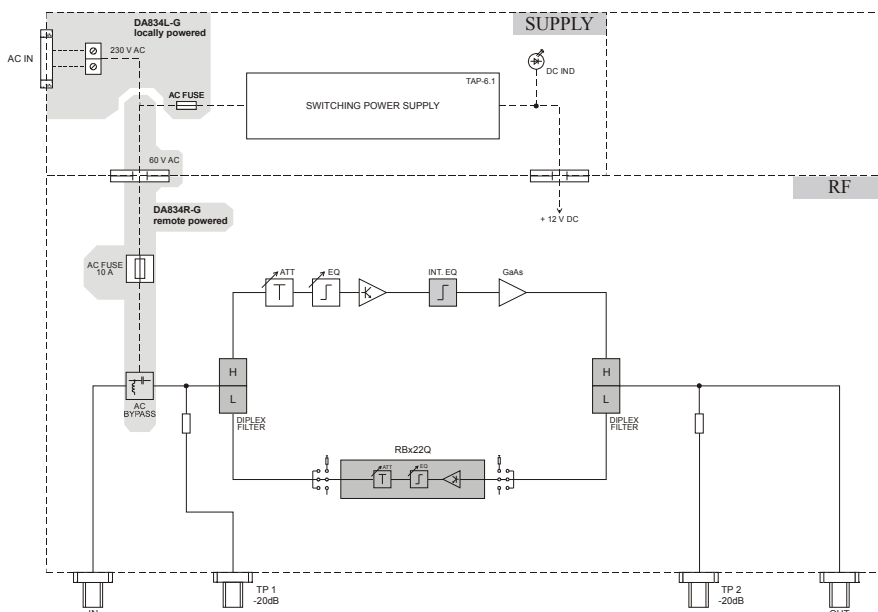 DA834L-G
locally powered
SUPPLY
AC IN
230 V AC
DC IND
TAP-6.1
AC FUSE
SWITCHING POWER SUPPLY
60 V AC
RF
DA834R-G
remote powered
+ 12 V DC
AC FUSE
10 A
ATT
EQ
INT. EQ
GaAs
H
L
H
L
AC
BYPASS
DIPLEX
FILTER
DIPLEX
FILTER
RBx22Q
ATT
EQ
TP 1
-20dB
TP 2
-20dB
IN
OUT